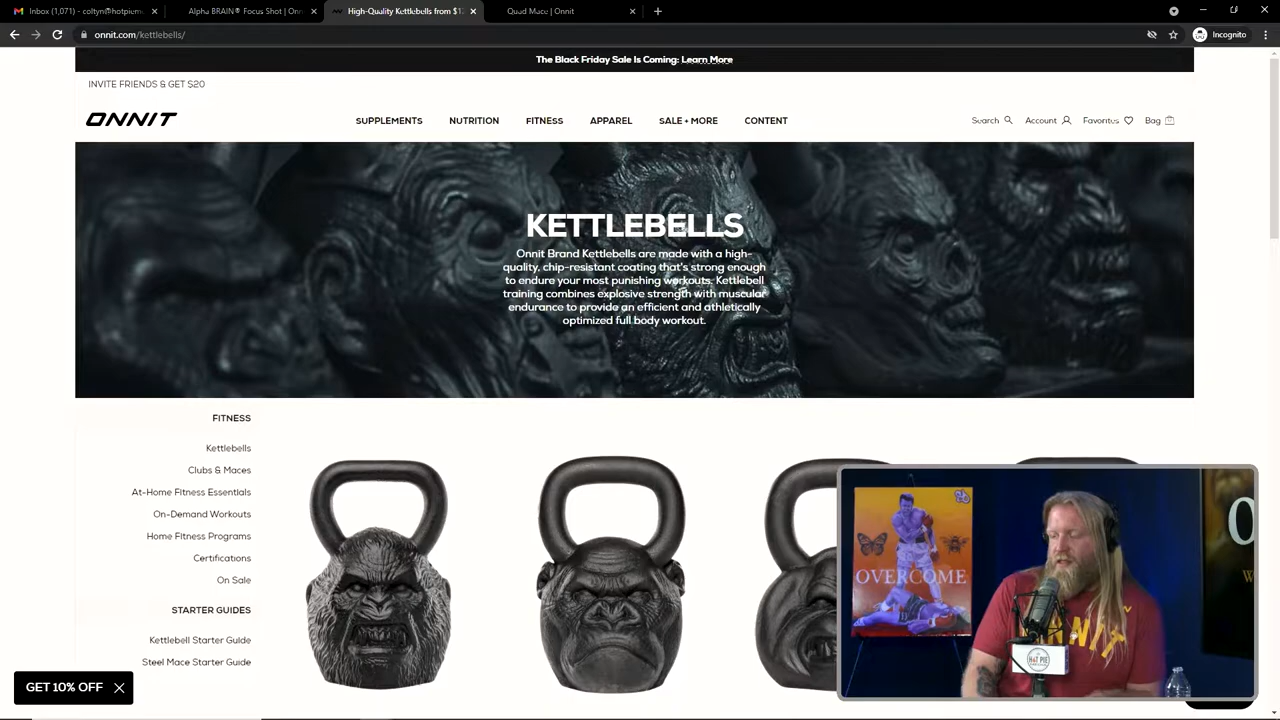 Inbox (1,071) - coltyn@hotpiem
Alpha BRAIN® Focus Shot | Onn
High-Quality Kettlebells from $12
Quad Mace | Onnit
onnit.com/kettlebells/
Incognito
The Black Friday Sale Is Coming: Learn More
INVITE FRIENDS & GET $20
ONNIT
SUPPLEMENTS
NUTRITION
FITNESS
APPAREL
SALE + MORE
CONTENT
Search
Account
Favorites
Bag
KETTLEBELLS
Onnit Brand Kettlebells are made with a high-
quality, chip-resistant coating that's strong enough
to endure your most punishing workouts. Kettlebell
training combines explosive strength with muscular
endurance to provide an efficient and athletically
optimized full body workout.
FITNESS
Kettlebells
Clubs & Maces
At-Home Fitness Essentials
On-Demand Workouts
Home Fitness Programs
Certifications
On Sale
STARTER GUIDES
Kettlebell Starter Guide
Steel Mace Starter Guide
GET 10% OFF
OVERCOME
HOT PIE